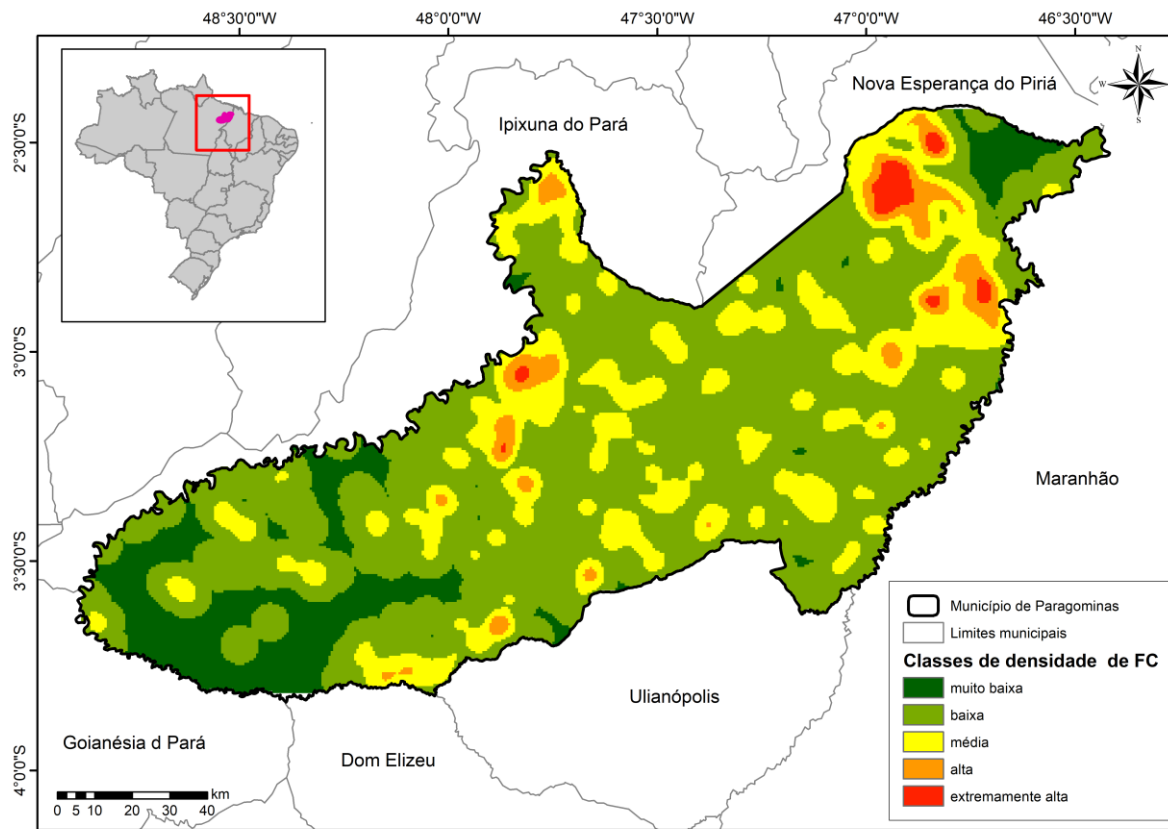 48°30'0"W 48°0'0"W 47°30'0"W 47°0'0"W 46°30'0"W
2°30'0"S
3°0'0"S
3°30'0"S
4°0'0"S
N
W E
S
Nova Esperança do Piriá
Ipixuna do Pará
Maranhão
Ulianópolis
Goianésia d Pará
Dom Elizeu
km
0 5 10 20 30 40
Município de Paragominas
Limites municipais
Classes de densidade de FC
muito baixa
baixa
média
alta
extremamente alta